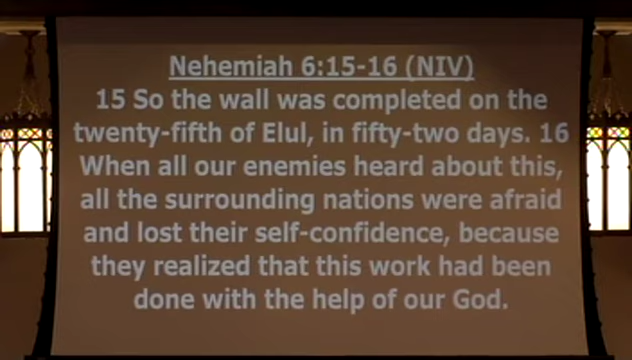 Nehemiah 6:15-16 (NIV)
15 So the wall was completed on the
twenty-fifth of Elul, in fifty-two days. 16
When all our enemies heard about this,
all the surrounding nations were afraid
and lost their self-confidence, because
they realized that this work had been
done with the help of our God.